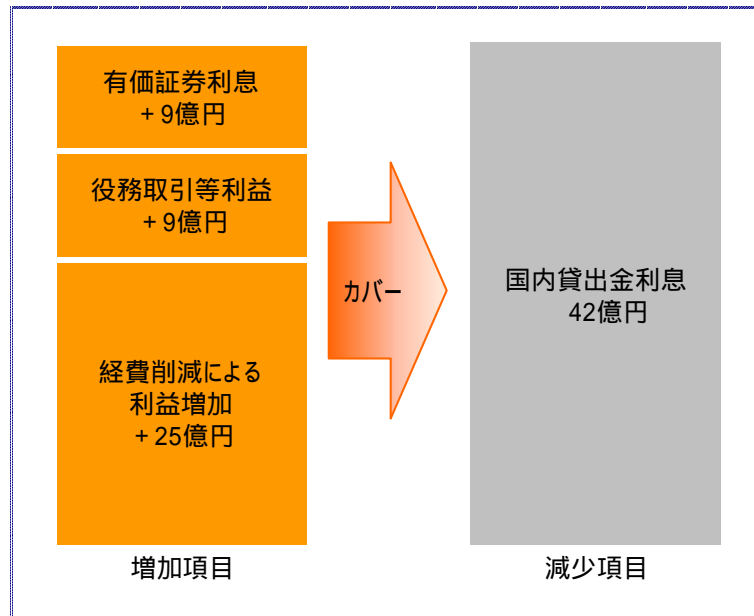 有価証券利息
+ 9億円
役務取引等利益
+ 9億円
経費削減による
利益増加
+ 25億円
増加項目
カバー
国内貸出金利息
42億円
減少項目